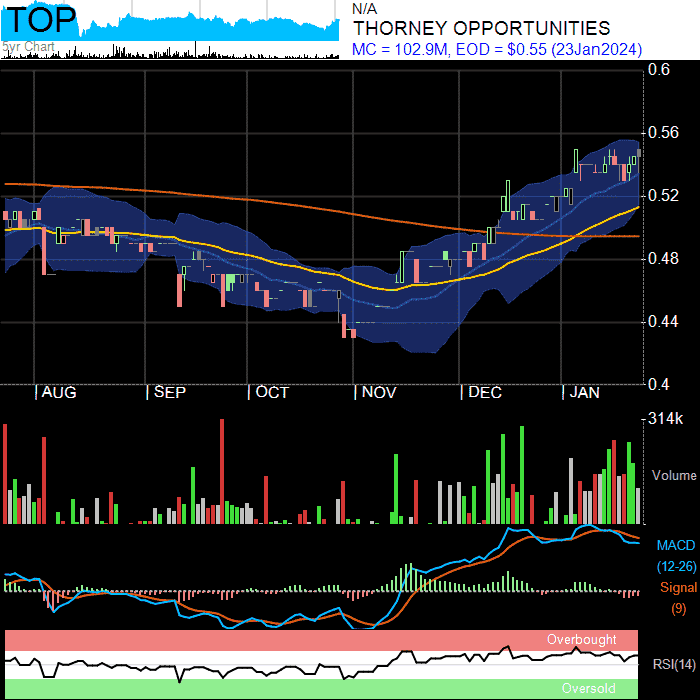 TOP
5yr Chart
N/A
THORNEY OPPORTUNITIES
MC = 102.9M, EOD = $0.55 (23Jan2024)
0.6
0.56
0.52
0.48
0.44
0.4
| AUG | SEP | OCT | NOV | DEC | JAN
314k
Volume
MACD
(12-26)
Signal
(9)
Overbought
RSI(14)
Oversold